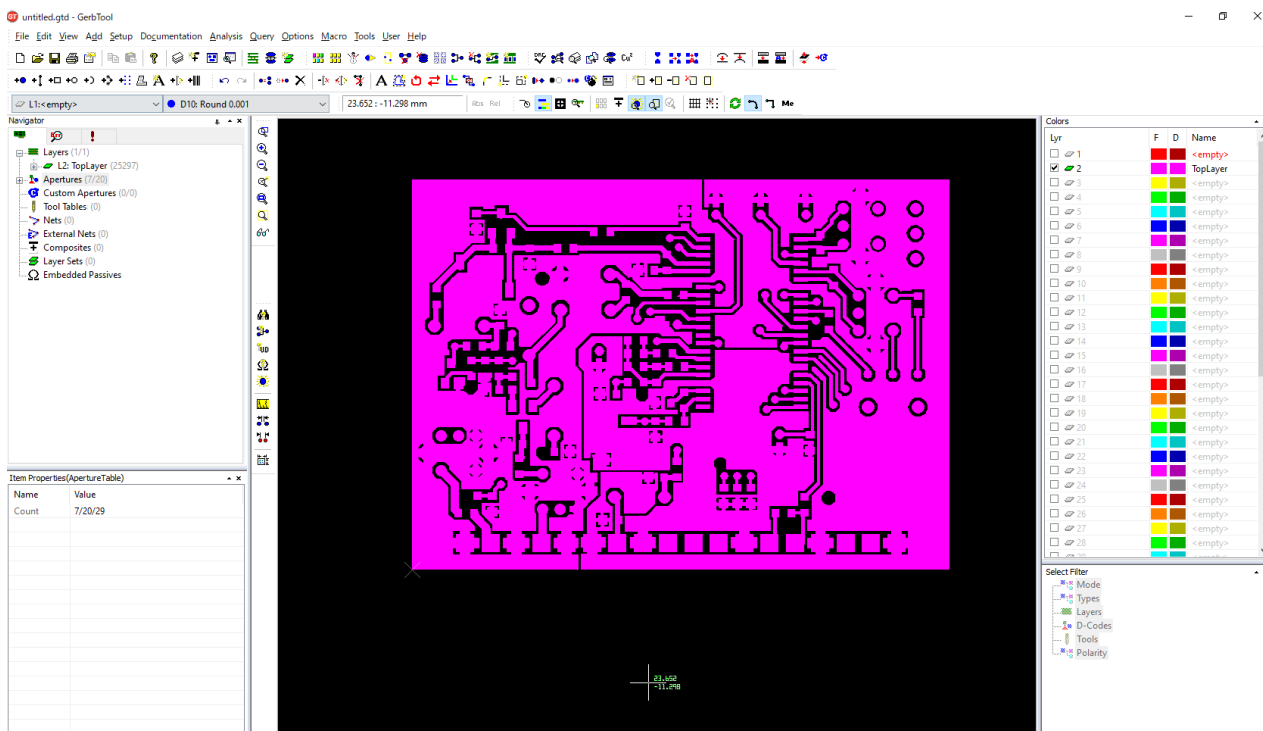 GT untitled.gtd - GerbTool
File Edit View Add Setup Documentation Analysis Query Options Macro Tools User Help
L1:<empty> D10: Round 0.001 23.652 : -11.298 mm Abs Rel Me
Navigator
Layers (1/1)
L2: TopLayer (25297)
Apertures (7/20)
Custom Apertures (0/0)
Tool Tables (0)
Nets (0)
External Nets (0)
Composites (0)
Layer Sets (0)
Embedded Passives
Item Properties(ApertureTable)
Name Value
Count 7/20/29
23.652
-11.298
Colors
Lyr F D Name
1 <empty>
2 TopLayer
3 <empty>
4 <empty>
5 <empty>
6 <empty>
7 <empty>
8 <empty>
9 <empty>
10 <empty>
11 <empty>
12 <empty>
13 <empty>
14 <empty>
15 <empty>
16 <empty>
17 <empty>
18 <empty>
19 <empty>
20 <empty>
21 <empty>
22 <empty>
23 <empty>
24 <empty>
25 <empty>
26 <empty>
27 <empty>
28 <empty>
Select Filter
Mode
Types
Layers
D-Codes
Tools
Polarity